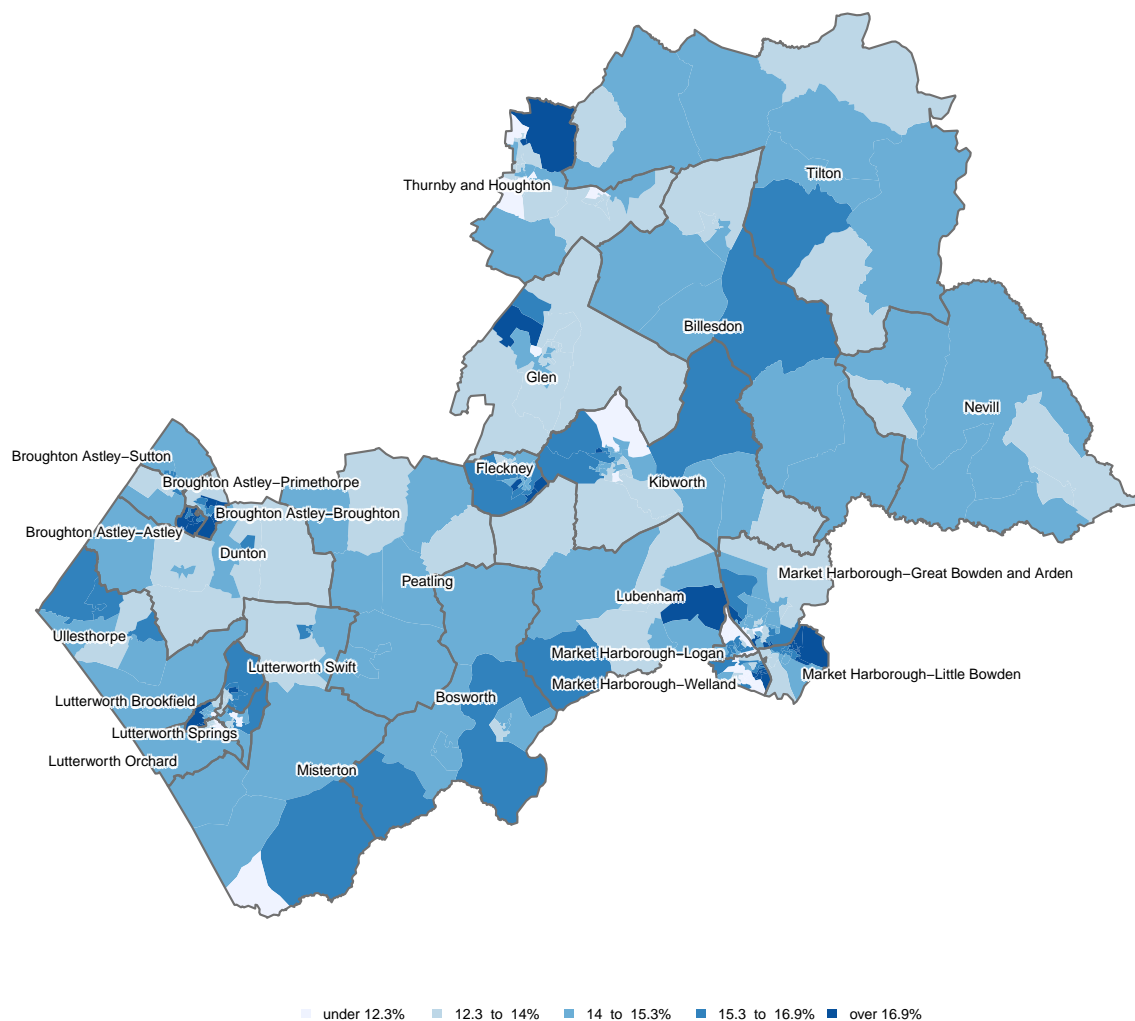 Tilton
Thurnby and Houghton
Billesdon
Glen
Nevill
Broughton Astley−Sutton
Fleckney
Broughton Astley−Primethorpe
Kibworth
Broughton Astley−Broughton
Broughton Astley−Astley
Dunton
Market Harborough−Great Bowden and Arden
Peatling
Lubenham
Ullesthorpe
Market Harborough−Logan
Lutterworth Swift
Market Harborough−Little Bowden
Market Harborough−Welland
Bosworth
Lutterworth Brookfield
Lutterworth Springs
Lutterworth Orchard
Misterton
under 12.3% 12.3 to 14% 14 to 15.3% 15.3 to 16.9% over 16.9%